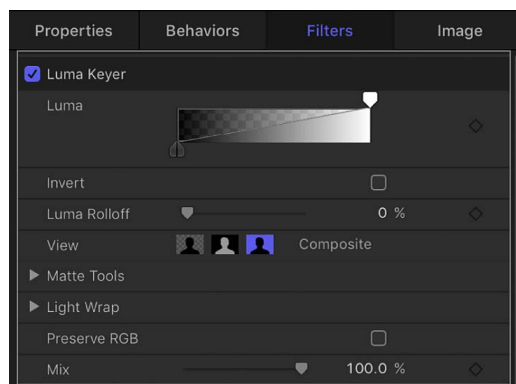 Properties Behaviors Filters Image
Luma Keyer
Luma
Invert
Luma Rolloff 0 %
View Composite
Matte Tools
Light Wrap
Preserve RGB
Mix 100.0 %